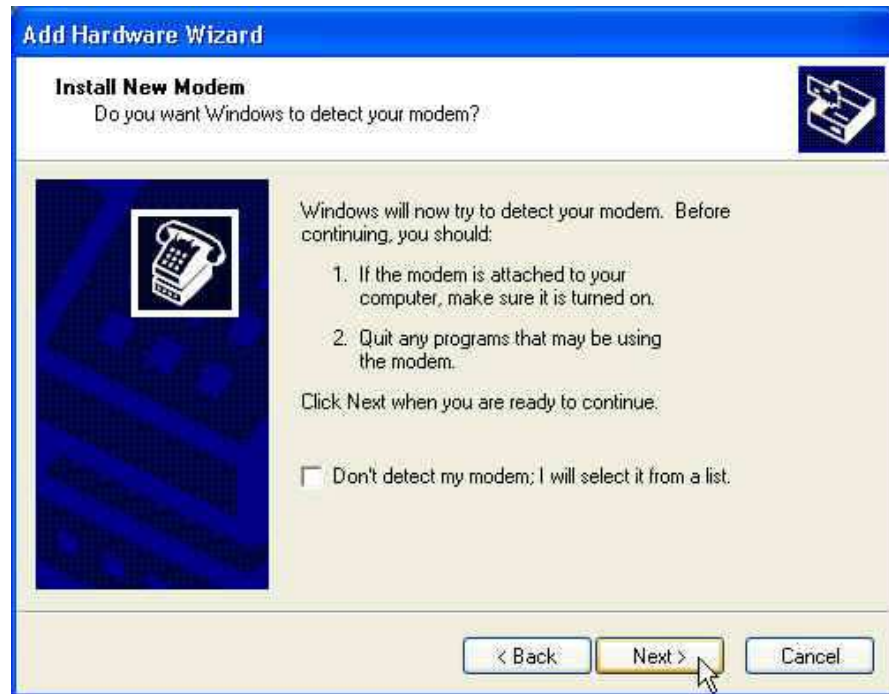 Add Hardware Wizard
Install New Modem
Do you want Windows to detect your modem?
Windows will now try to detect your modem. Before
continuing, you should:
1. If the modem is attached to your
computer, make sure it is turned on.
2. Quit any programs that may be using
the modem.
Click Next when you are ready to continue.
Don't detect my modem; I will select it from a list.
< Back
Next >
Cancel